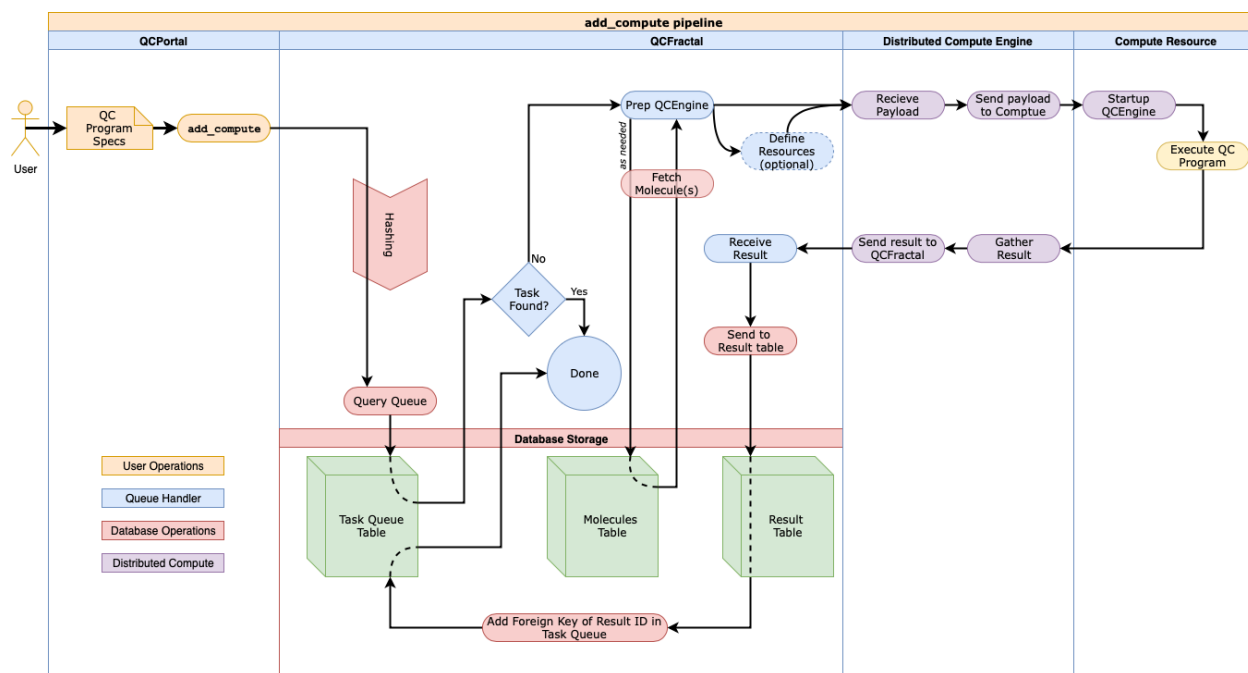 add_compute pipeline
QCPortal
QCFractal
Distributed Compute Engine
Compute Resource
User
QC
Program
Specs
add_compute
Hashing
Query Queue
Task
Found?
No
Yes
Done
Prep QCEngine
as needed
Fetch
Molecule(s)
Define
Resources
(optional)
Recieve
Payload
Send payload
to Comptue
Startup
QCEngine
Execute QC
Program
Gather
Result
Send result to
QCFractal
Receive
Result
Send to
Result table
Database Storage
Task Queue
Table
Molecules
Table
Result
Table
Add Foreign Key of Result ID in
Task Queue
User Operations
Queue Handler
Database Operations
Distributed Compute